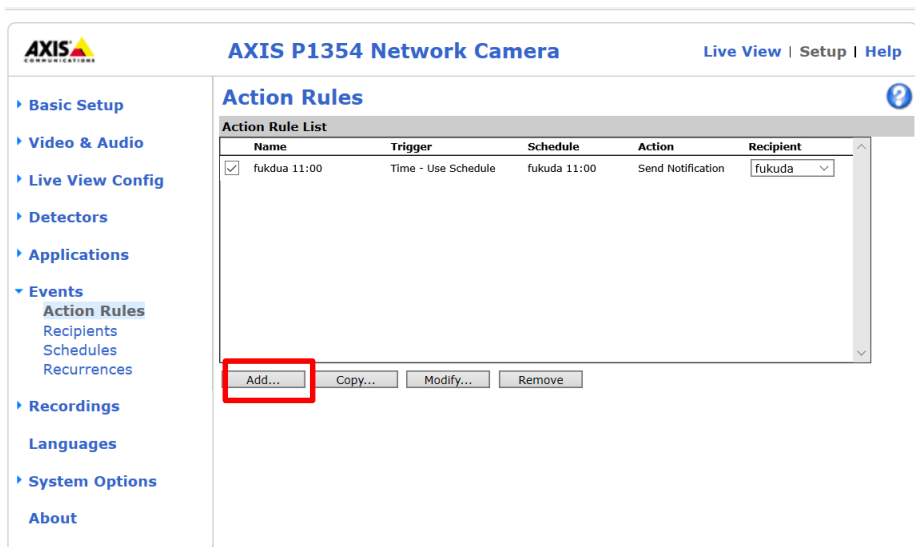 AXIS
COMMUNICATIONS
AXIS P1354 Network Camera
Live View | Setup | Help
Basic Setup
Video & Audio
Live View Config
Detectors
Applications
Events
Action Rules
Recipients
Schedules
Recurrences
Recordings
Languages
System Options
About
Action Rules
?
Action Rule List
Name Trigger Schedule Action Recipient
fukdua 11:00 Time - Use Schedule fukuda 11:00 Send Notification fukuda
Add... Copy... Modify... Remove